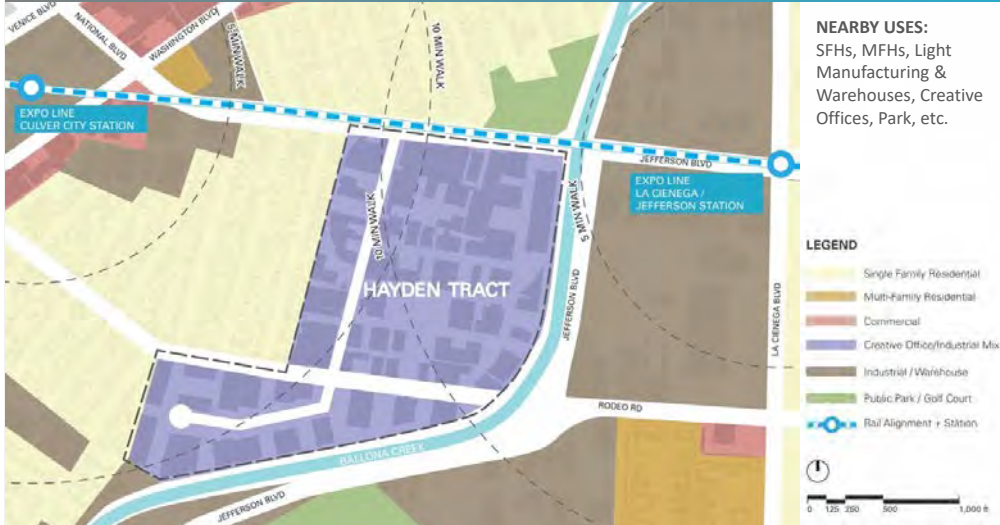 VENICE BLVD
NATIONAL BLVD
WASHINGTON BLVD
5 MIN WALK
10 MIN WALK
EXPO LINE
CULVER CITY STATION
NEARBY USES:
SFHs, MFHs, Light
Manufacturing &
Warehouses, Creative
Offices, Park, etc.
JEFFERSON BLVD
EXPO LINE
LA CIENEGA /
JEFFERSON STATION
5 MIN WALK
10 MIN WALK
HAYDEN TRACT
JEFFERSON BLVD
LA CIENEGA BLVD
RODEO RD
BALLONA CREEK
JEFFERSON BLVD
LEGEND
Single Family Residential
Multi-Family Residential
Commercial
Creative Office/Industrial Mix
Industrial / Warehouse
Public Park / Golf Court
Rail Alignment + Station
0 125 250 500 1,000 ft